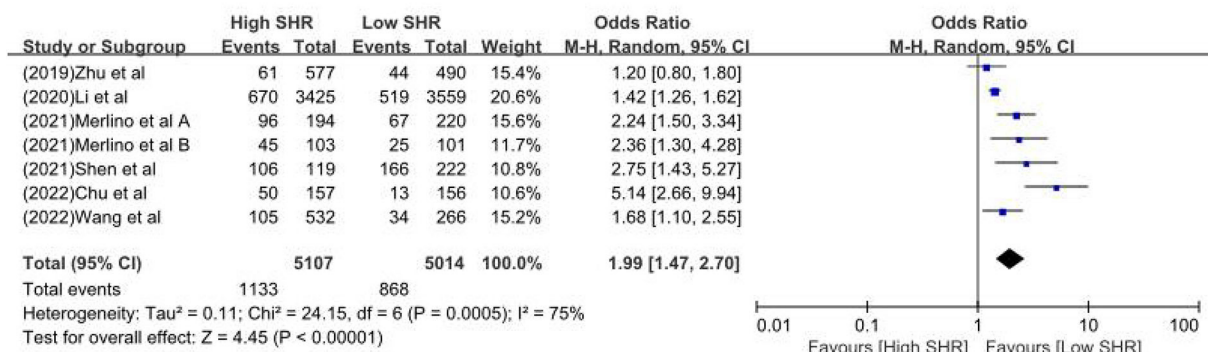 High SHR Low SHR Odds Ratio Odds Ratio
Study or Subgroup Events Total Events Total Weight M-H, Random, 95% CI M-H, Random, 95% CI
(2019)Zhu et al 61 577 44 490 15.4% 1.20 [0.80, 1.80]
(2020)Li et al 670 3425 519 3559 20.6% 1.42 [1.26, 1.62]
(2021)Merlino et al A 96 194 67 220 15.6% 2.24 [1.50, 3.34]
(2021)Merlino et al B 45 103 25 101 11.7% 2.36 [1.30, 4.28]
(2021)Shen et al 106 119 166 222 10.8% 2.75 [1.43, 5.27]
(2022)Chu et al 50 157 13 156 10.6% 5.14 [2.66, 9.94]
(2022)Wang et al 105 532 34 266 15.2% 1.68 [1.10, 2.55]
Total (95% CI) 5107 5014 100.0% 1.99 [1.47, 2.70]
Total events 1133 868
Heterogeneity: Tau² = 0.11; Chi² = 24.15, df = 6 (P = 0.0005); I² = 75%
Test for overall effect: Z = 4.45 (P < 0.00001)
0.01 0.1 1 10 100
Favours [High SHR] Favours [Low SHR]